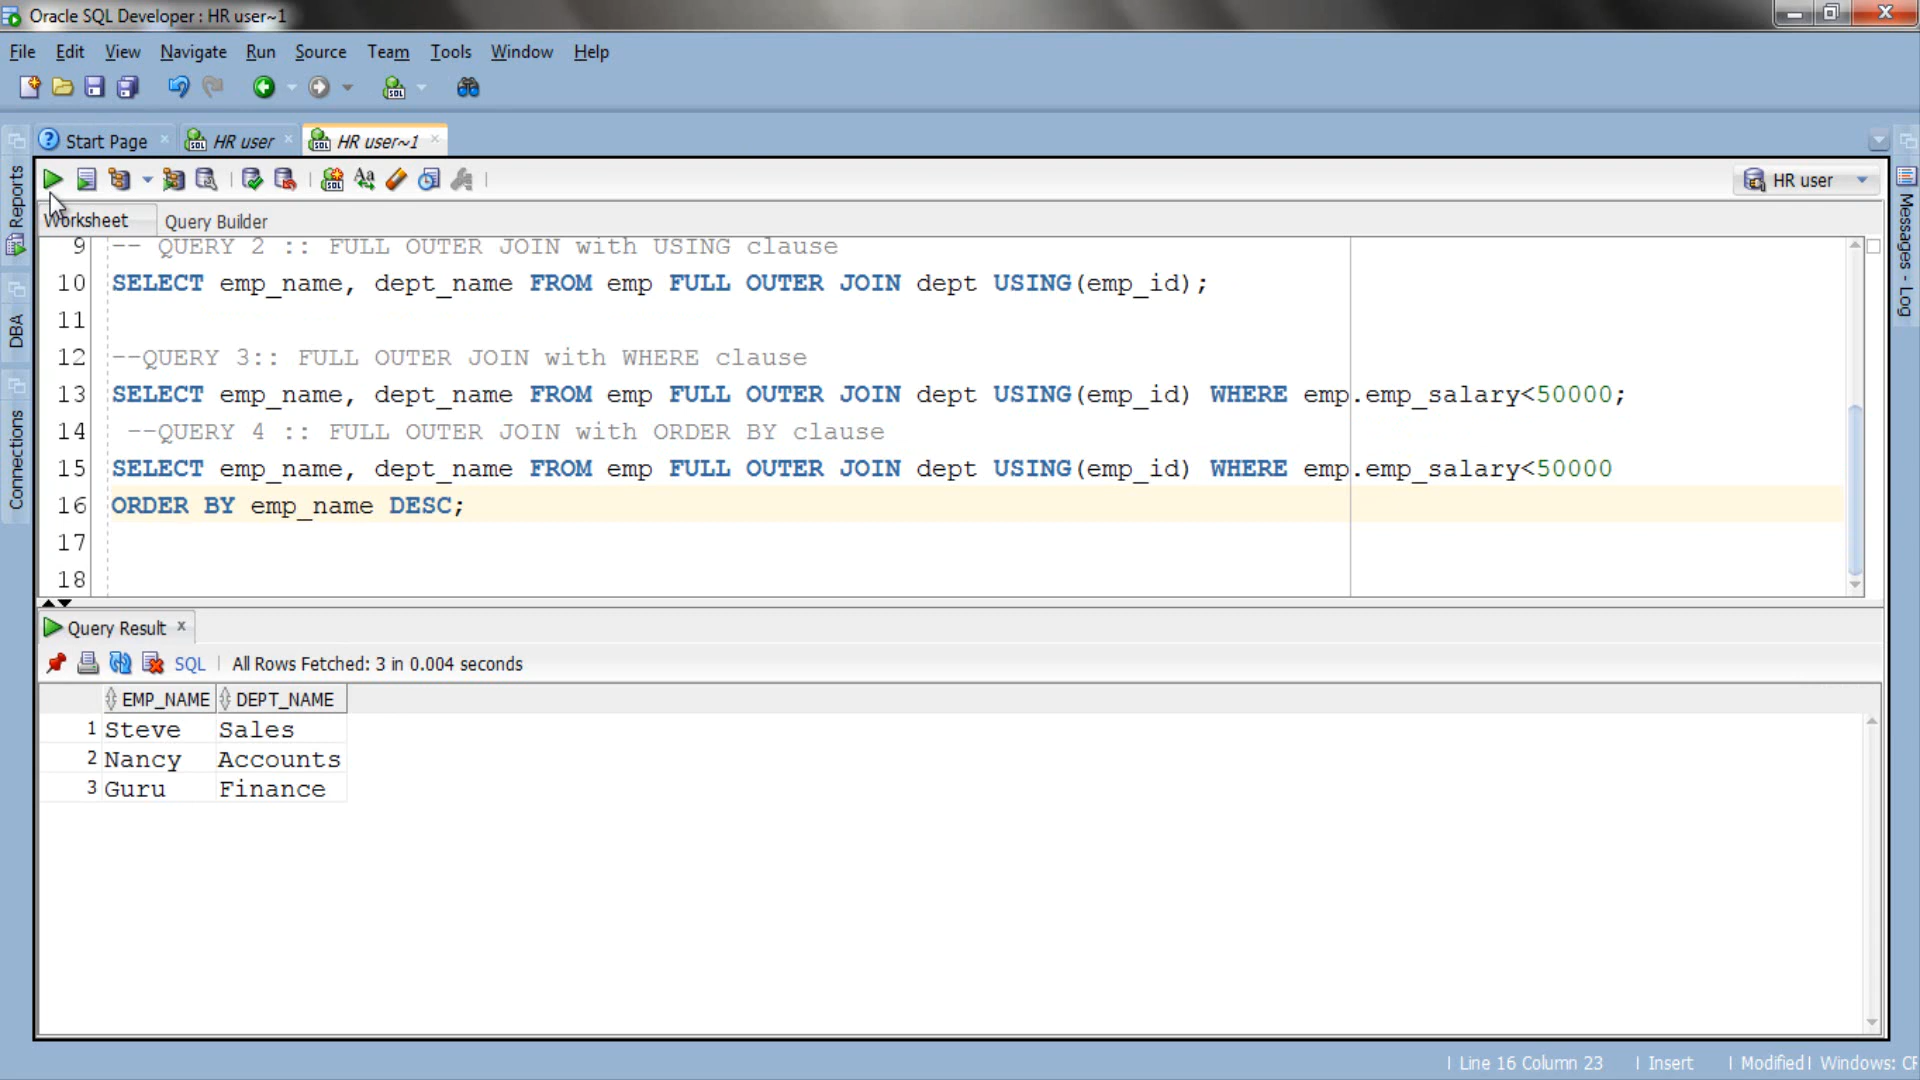 Oracle SQL Developer : HR user~1
File Edit View Navigate Run Source Team Tools Window Help
Start Page HR user HR user~1
HR user
Worksheet Query Builder
9 -- QUERY 2 :: FULL OUTER JOIN with USING clause
10 SELECT emp_name, dept_name FROM emp FULL OUTER JOIN dept USING(emp_id);
11
12 --QUERY 3:: FULL OUTER JOIN with WHERE clause
13 SELECT emp_name, dept_name FROM emp FULL OUTER JOIN dept USING(emp_id) WHERE emp.emp_salary<50000;
14 --QUERY 4 :: FULL OUTER JOIN with ORDER BY clause
15 SELECT emp_name, dept_name FROM emp FULL OUTER JOIN dept USING(emp_id) WHERE emp.emp_salary<50000
16 ORDER BY emp_name DESC;
17
18
Query Result
SQL All Rows Fetched: 3 in 0.004 seconds
EMP_NAME DEPT_NAME
1 Steve Sales
2 Nancy Accounts
3 Guru Finance
Line 16 Column 23 Insert Modified Windows: CR
Reports
DBA
Connections
Messages - Log